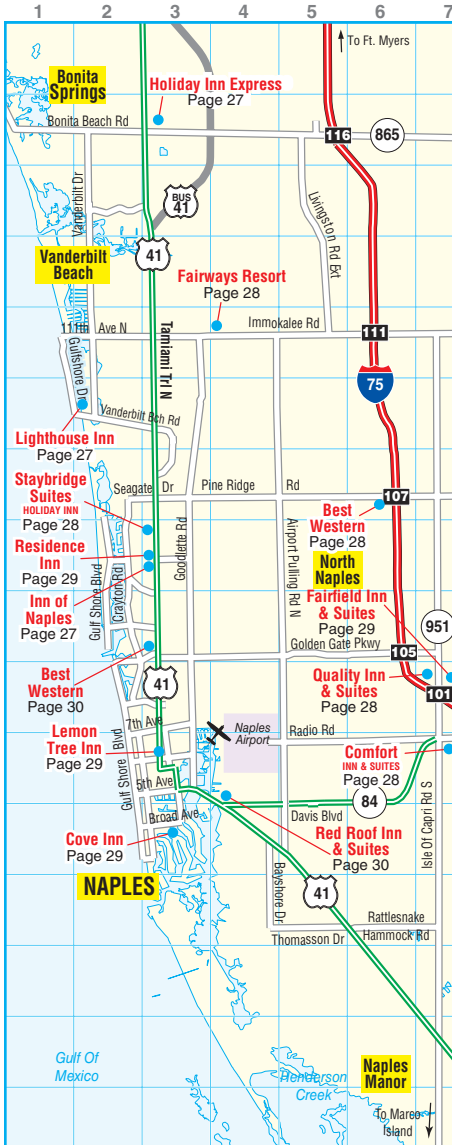 1 2 3 4 5 6 7
To Ft. Myers
Bonita
Springs
Holiday Inn Express
Page 27
Bonita Beach Rd
116
865
BUS
41
Vanderbilt Dr
Livingston Rd Ext
41
Vanderbilt
Beach
Fairways Resort
Page 28
111th Ave N
Immokalee Rd
111
Tamiami Trl N
Gulfshore Dr
75
Vanderbilt Bch Rd
Lighthouse Inn
Page 27
Staybridge
Suites
HOLIDAY INN
Page 28
Seagate Dr
Pine Ridge Rd
107
Best
Western
Page 28
Residence
Inn
Page 29
Goodlette Rd
Airport Pulling Rd N
North
Naples
Gulf Shore Blvd
Crayton Rd
Inn of
Naples
Page 27
Fairfield Inn
& Suites
Page 29
951
Golden Gate Pkwy
105
Best
Western
Page 30
41
Quality Inn
& Suites
Page 28
101
7th Ave
Naples
Airport
Radio Rd
Lemon
Tree Inn
Page 29
Gulf Shore Blvd
Comfort
INN & SUITES
Page 28
5th Ave
84
Davis Blvd
Isle Of Capri Rd S
Broad Ave
Cove Inn
Page 29
Red Roof Inn
& Suites
Page 30
NAPLES
Bayshore Dr
41
Rattlesnake
Hammock Rd
Thomasson Dr
Gulf Of
Mexico
Henderson
Creek
Naples
Manor
To Marco
Island